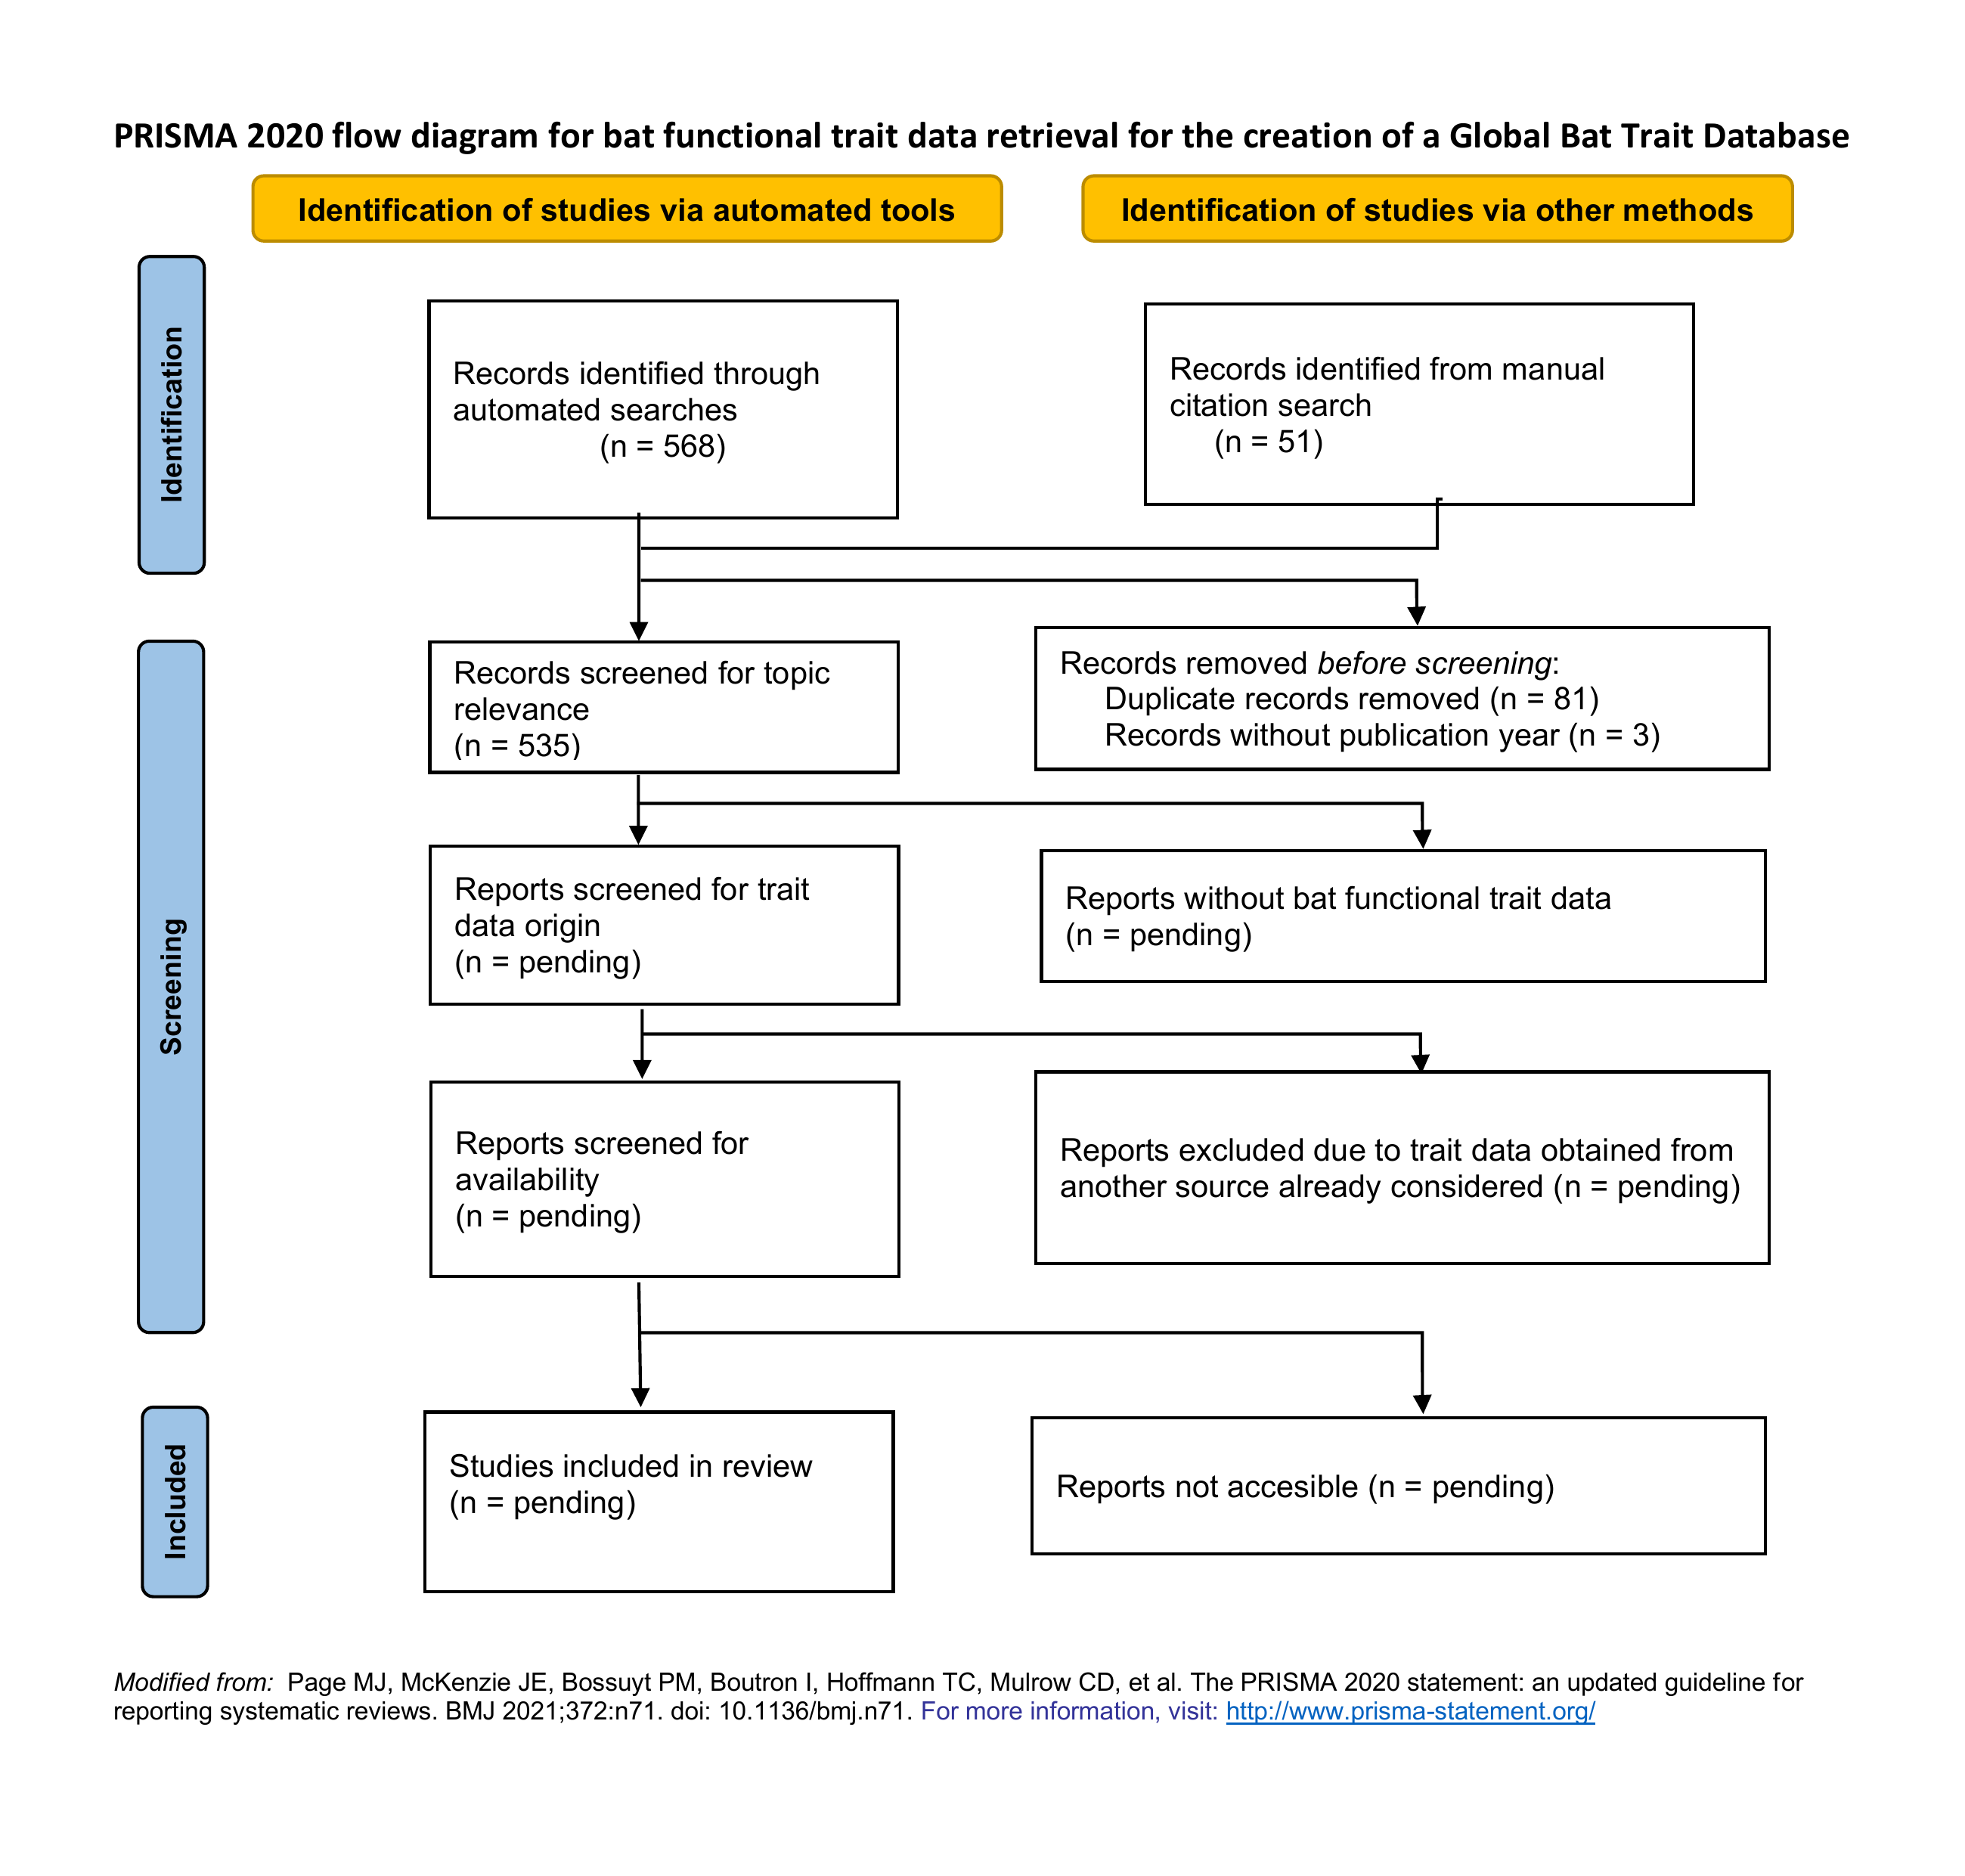 PRISMA 2020 flow diagram for bat functional trait data retrieval for the creation of a Global Bat Trait Database
Identification of studies via automated tools
Identification of studies via other methods
Identification
Records identified through
automated searches
(n = 568)
Records identified from manual
citation search
(n = 51)
Screening
Records screened for topic
relevance
(n = 535)
Records removed before screening:
Duplicate records removed (n = 81)
Records without publication year (n = 3)
Reports screened for trait
data origin
(n = pending)
Reports without bat functional trait data
(n = pending)
Reports screened for
availability
(n = pending)
Reports excluded due to trait data obtained from
another source already considered (n = pending)
Included
Studies included in review
(n = pending)
Reports not accesible (n = pending)
Modified from: Page MJ, McKenzie JE, Bossuyt PM, Boutron I, Hoffmann TC, Mulrow CD, et al. The PRISMA 2020 statement: an updated guideline for
reporting systematic reviews. BMJ 2021;372:n71. doi: 10.1136/bmj.n71. For more information, visit: http://www.prisma-statement.org/